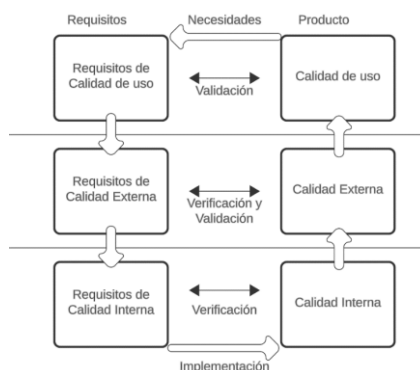 Requisitos
Necesidades
Producto
Requisitos de
Calidad de uso
Validación
Calidad de uso
Requisitos de
Calidad Externa
Verificación y
Validación
Calidad Externa
Requisitos de
Calidad Interna
Verificación
Calidad Interna
Implementación